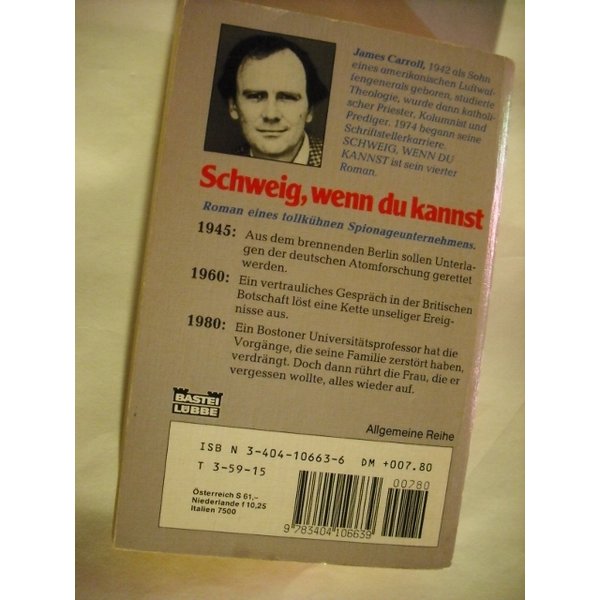 James Carroll, 1942 als Sohn
eines amerikanischen Luftwaf-
fengenerals geboren, studierte
Theologie, wurde dann katholi-
scher Priester, Kolumnist und
Prediger. 1974 begann seine
Schriftstellerkarriere.
SCHWEIG, WENN DU
KANNST ist sein vierter
Roman.
Schweig, wenn du kannst
Roman eines tollkühnen Spionageunternehmens.
1945: Aus dem brennenden Berlin sollen Unterla-
gen der deutschen Atomforschung gerettet
werden.
1960: Ein vertrauliches Gespräch in der Britischen
Botschaft löst eine Kette unseliger Ereig-
nisse aus.
1980: Ein Bostoner Universitätsprofessor hat die
Vorgänge, die seine Familie zerstört haben,
verdrängt. Doch dann rührt die Frau, die er
vergessen wollte, alles wieder auf.
BASTEI
LÜBBE
Allgemeine Reihe
ISB N 3-404-10663-6 DM +007.80
T 3-59-15
00780
Österreich S 61,-
Niederlande f 10,25
Italien 7500
9 783404 106639